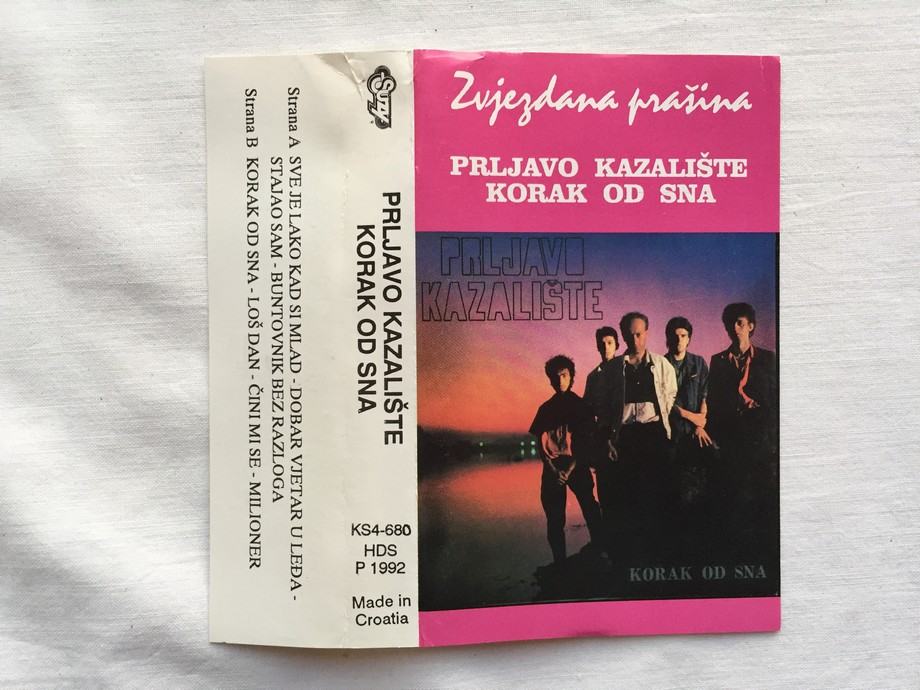 Zvjezdana prašina
PRLJAVO KAZALIŠTE
KORAK OD SNA
PRLJAVO
KAZALIŠTE
KORAK OD SNA
SUZY
PRLJAVO KAZALIŠTE
KORAK OD SNA
KS4-680
HDS
P 1992
Made in
Croatia
Strana A SVE JE LAKO KAD SI MLAD - DOBAR VJETAR U LEĐA -
STAJAO SAM - BUNTOVNIK BEZ RAZLOGA
Strana B KORAK OD SNA - LOŠ DAN - ČINI MI SE - MILIONER